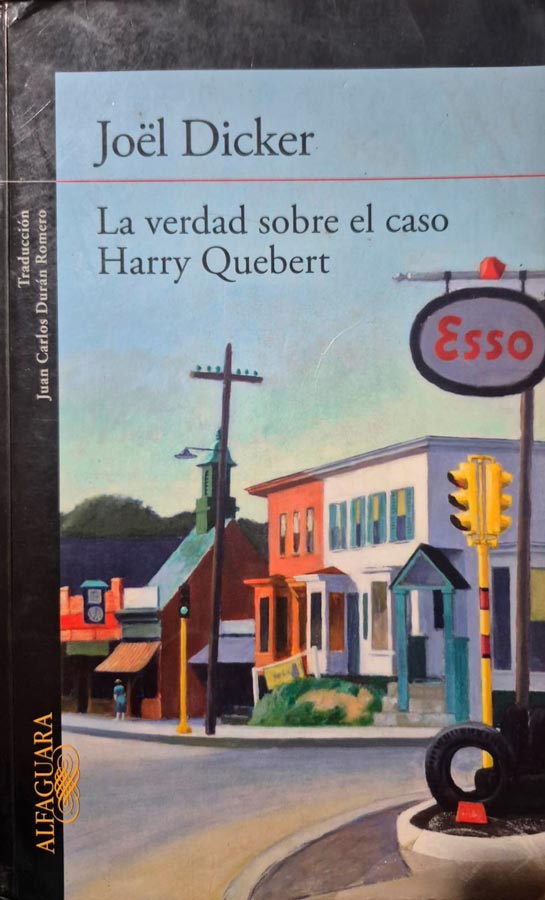 Joël Dicker
La verdad sobre el caso
Harry Quebert
Traducción
Juan Carlos Durán Romero
Esso
ALFAGUARA